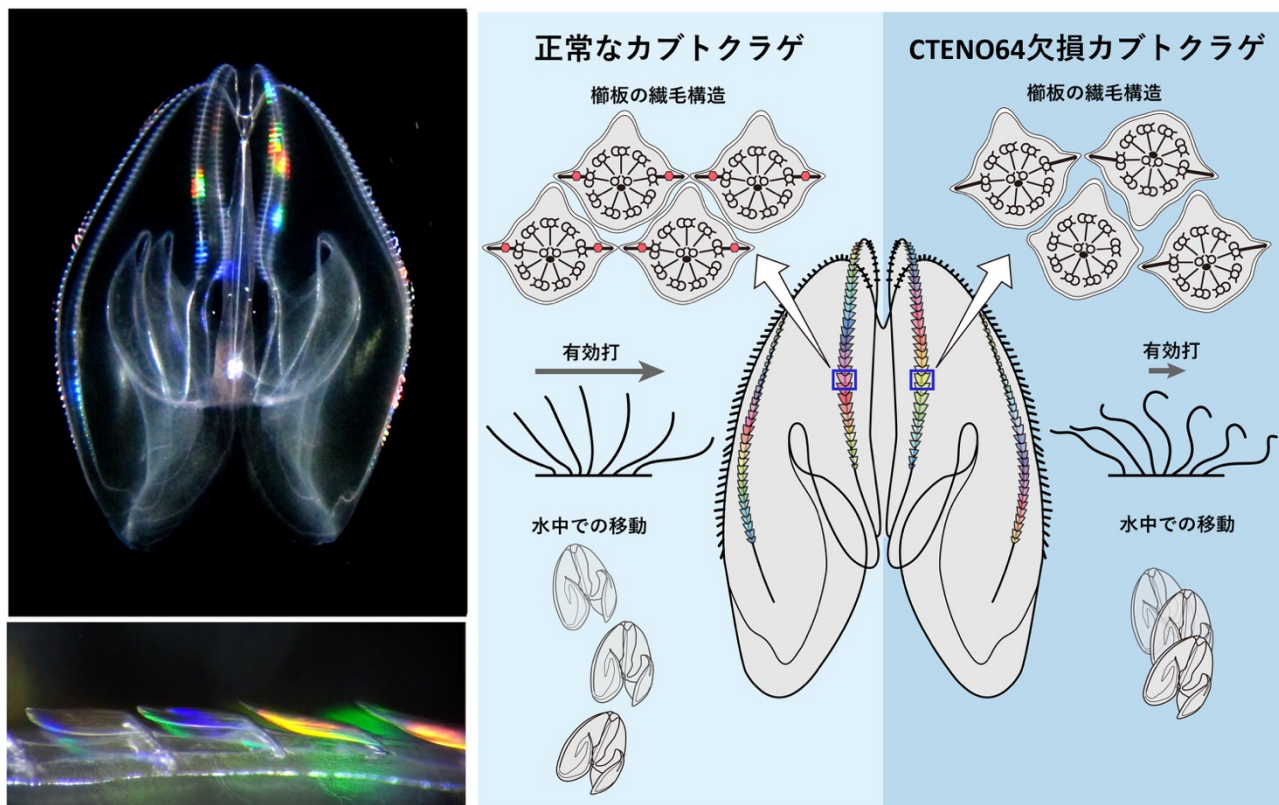 正常なカブトクラゲ
櫛板の繊毛構造
有効打
水中での移動
CTENO64欠損カブトクラゲ
櫛板の繊毛構造
有効打
水中での移動